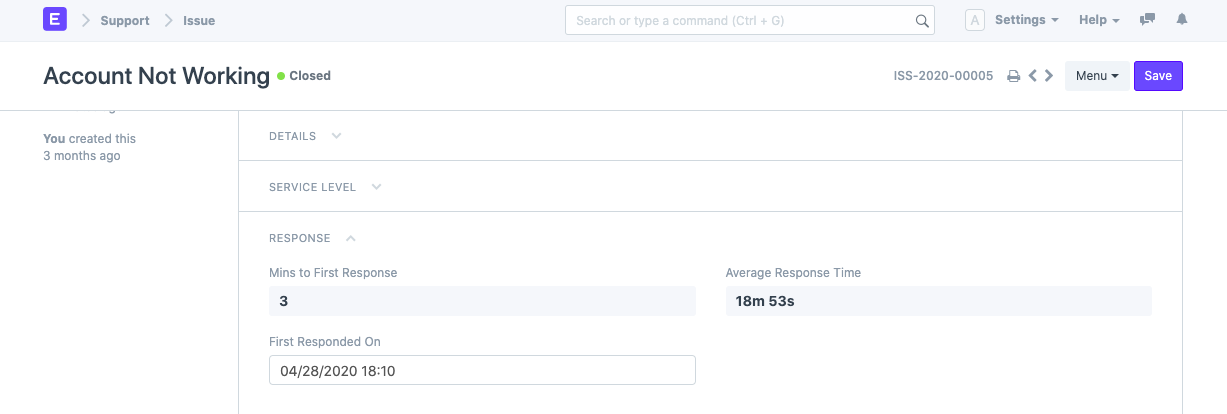 E Support Issue Search or type a command (Ctrl + G) A Settings Help
Account Not Working Closed ISS-2020-00005 Menu Save
You created this
3 months ago
DETAILS
SERVICE LEVEL
RESPONSE
Mins to First Response Average Response Time
3 18m 53s
First Responded On
04/28/2020 18:10